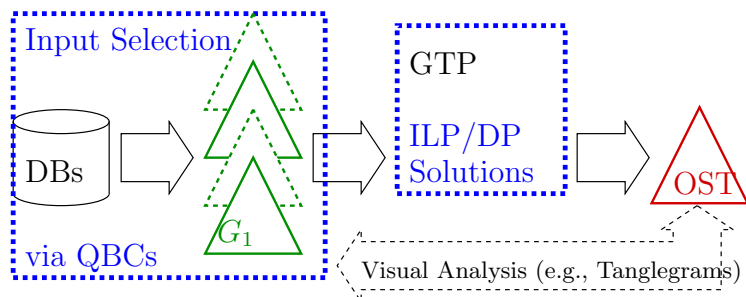 Input Selection
DBs
G₁
via QBCs
GTP
ILP/DP
Solutions
OST
Visual Analysis (e.g., Tanglegrams)